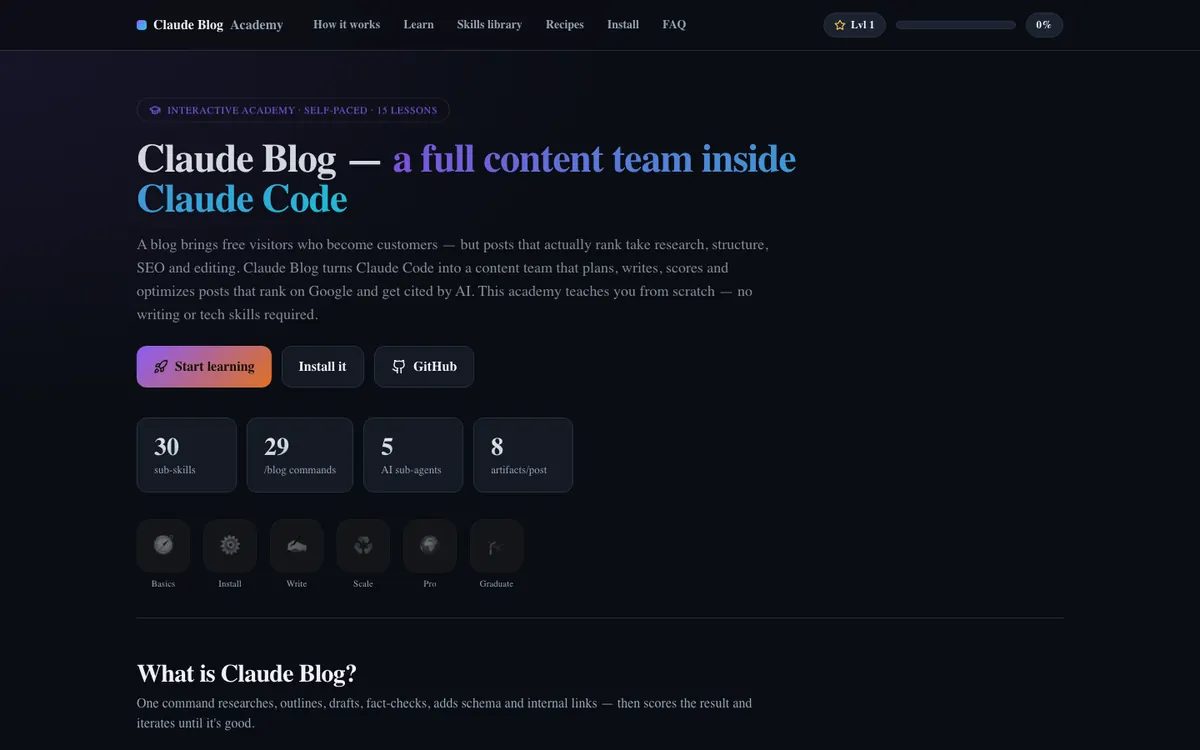 Claude Blog Academy How it works Learn Skills library Recipes Install FAQ Lvl 1 0%
INTERACTIVE ACADEMY · SELF-PACED · 15 LESSONS
Claude Blog — a full content team inside
Claude Code
A blog brings free visitors who become customers — but posts that actually rank take research, structure,
SEO and editing. Claude Blog turns Claude Code into a content team that plans, writes, scores and
optimizes posts that rank on Google and get cited by AI. This academy teaches you from scratch — no
writing or tech skills required.
Start learning Install it GitHub
30 29 5 8
sub-skills /blog commands AI sub-agents artifacts/post
Basics Install Write Scale Pro Graduate
What is Claude Blog?
One command researches, outlines, drafts, fact-checks, adds schema and internal links — then scores the result and
iterates until it's good.